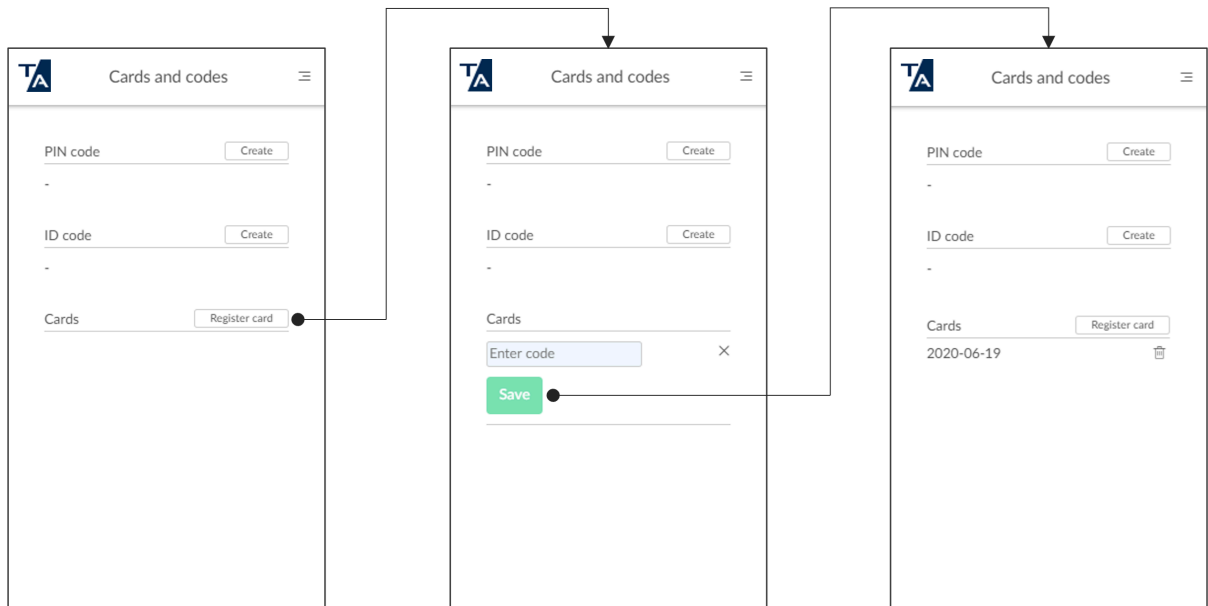 TA
Cards and codes
PIN code
Create
-
ID code
Create
-
Cards
Register card
TA
Cards and codes
PIN code
Create
-
ID code
Create
-
Cards
Enter code
Save
TA
Cards and codes
PIN code
Create
-
ID code
Create
-
Cards
Register card
2020-06-19